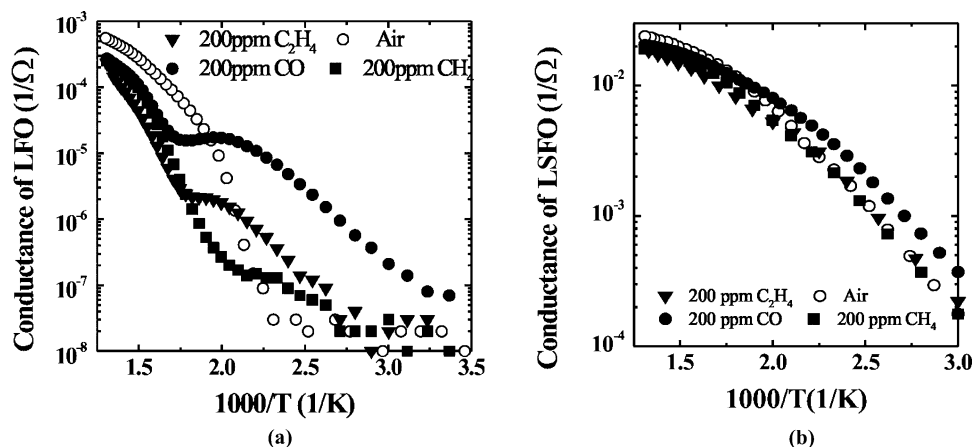 Conductance of LFO (1/Ω)
10⁻³
10⁻⁴
10⁻⁵
10⁻⁶
10⁻⁷
10⁻⁸
200ppm C₂H₄
Air
200ppm CO
200ppm CH₄
1.5 2.0 2.5 3.0 3.5
1000/T (1/K)
(a)
Conductance of LSFO (1/Ω)
10⁻²
10⁻³
10⁻⁴
200 ppm C₂H₄
Air
200 ppm CO
200 ppm CH₄
1.5 2.0 2.5 3.0
1000/T(1/K)
(b)